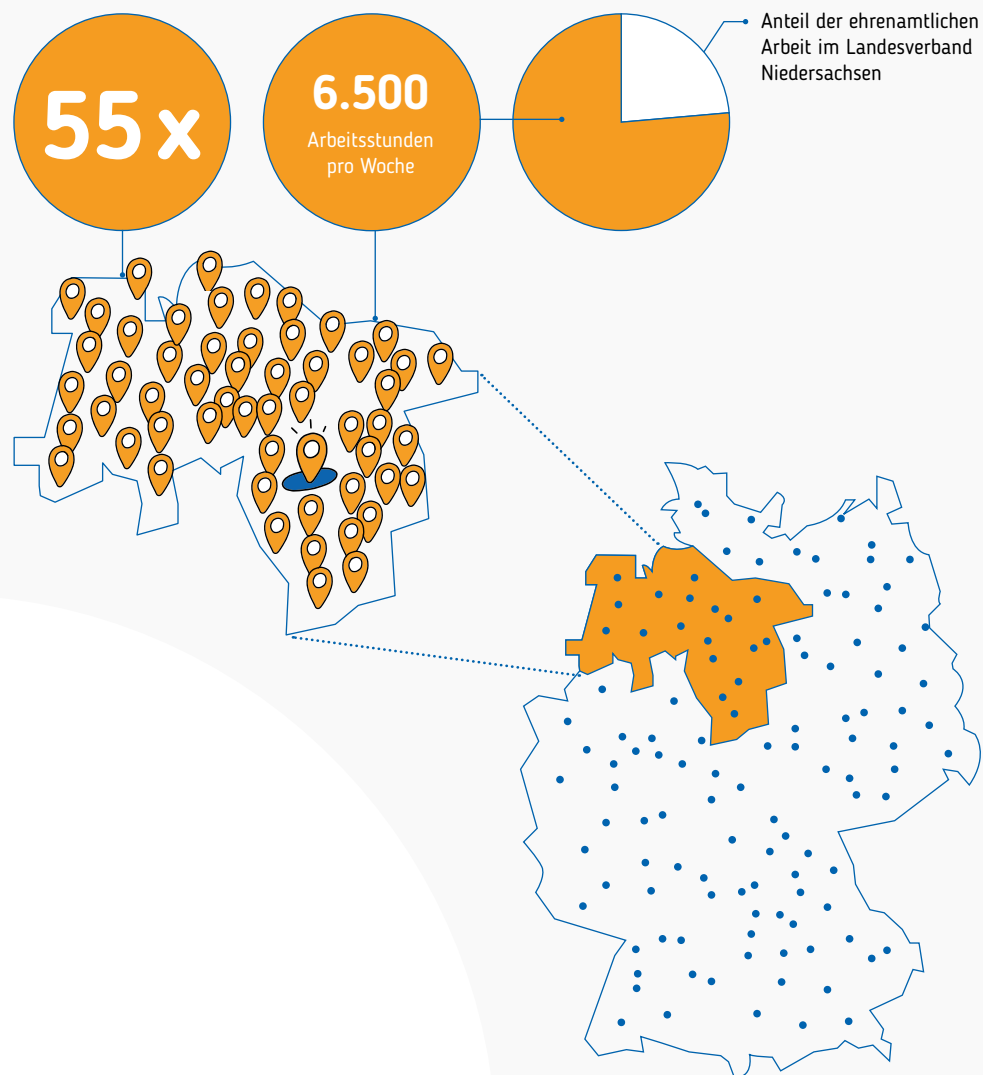 55 x
6.500
Arbeitsstunden
pro Woche
Anteil der ehrenamtlichen
Arbeit im Landesverband
Niedersachsen